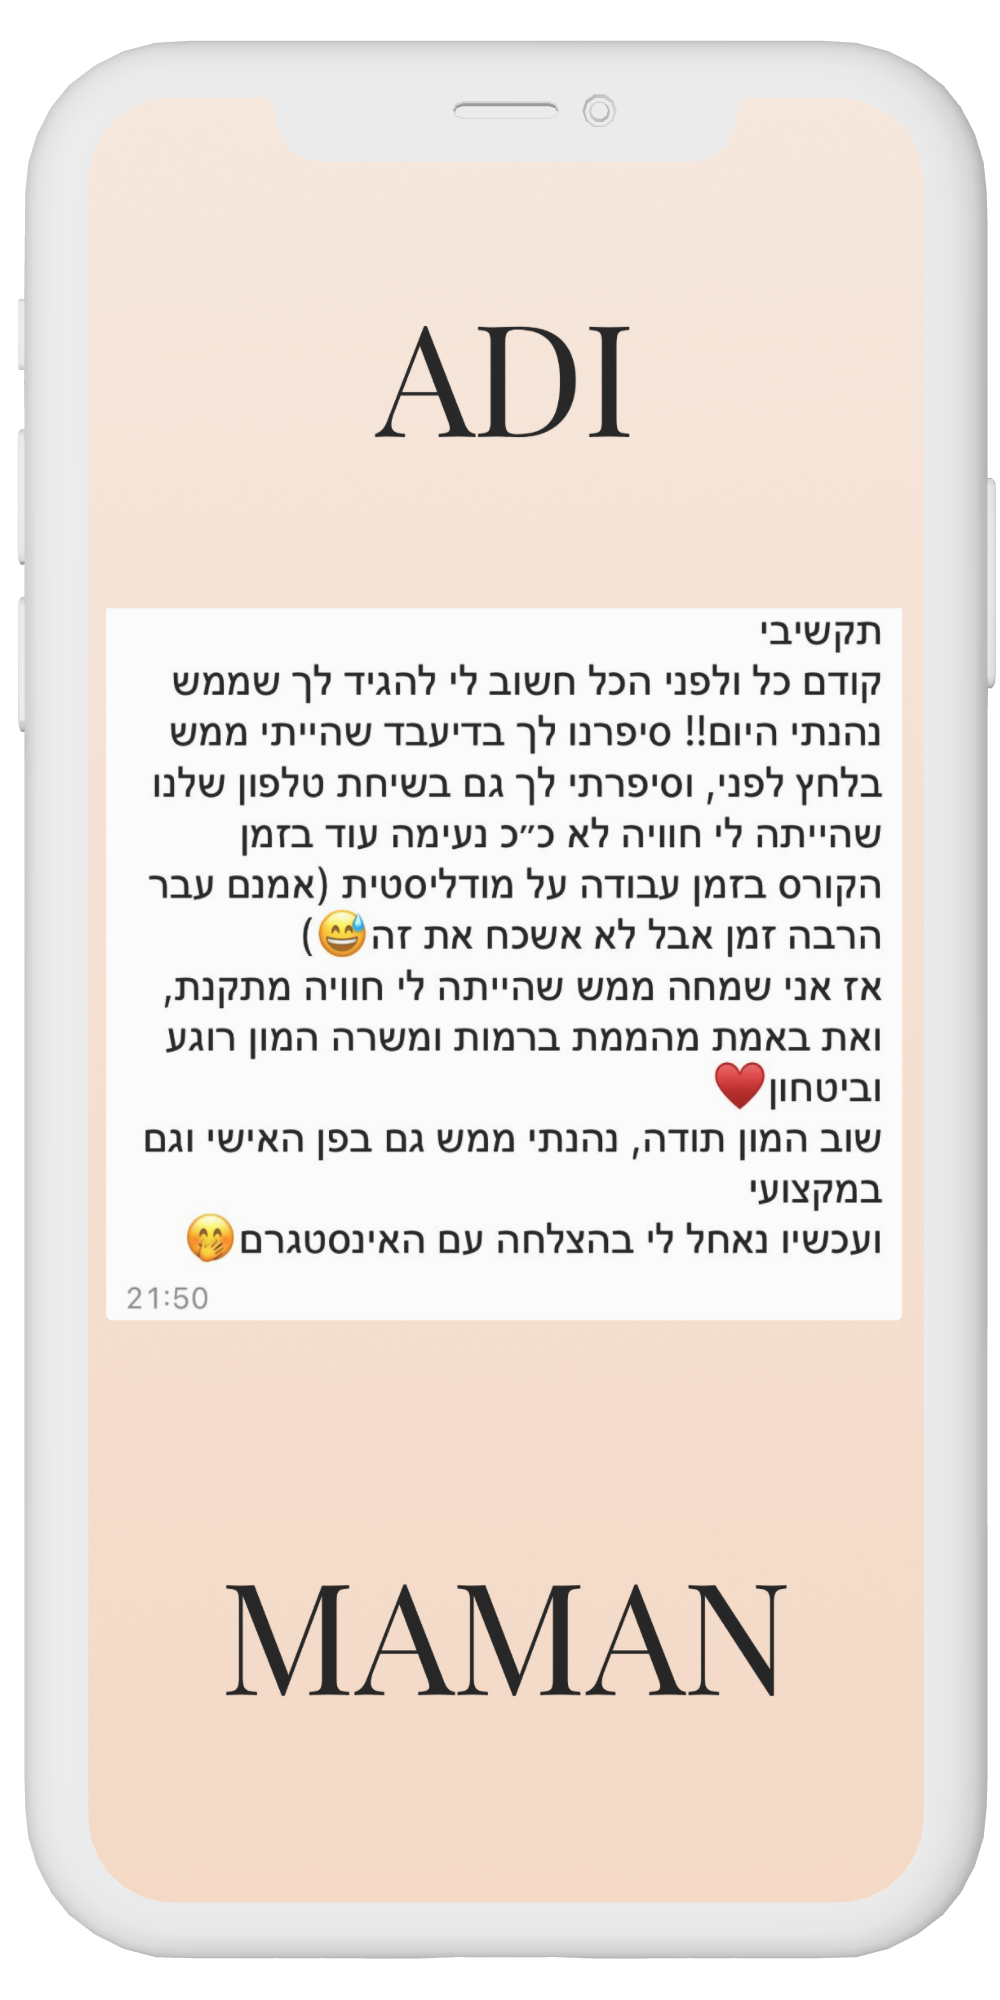 ADI
תקשיבי
קודם כל ולפני הכל חשוב לי להגיד לך שממש
נהנתי היום!! סיפרנו לך בדיעבד שהייתי ממש
בלחץ לפני, וסיפרתי לך גם בשיחת טלפון שלנו
שהייתה לי חוויה לא כ״כ נעימה עוד בזמן
הקורס בזמן עבודה על מודליסטית (אמנם עבר
הרבה זמן אבל לא אשכח את זה😅)
אז אני שמחה ממש שהייתה לי חוויה מתקנת,
ואת באמת מהממת ברמות ומשרה המון רוגע
וביטחון♥️
שוב המון תודה, נהנתי ממש גם בפן האישי וגם
במקצועי
ועכשיו נאחל לי בהצלחה עם האינסטגרם🤭
21:50
MAMAN